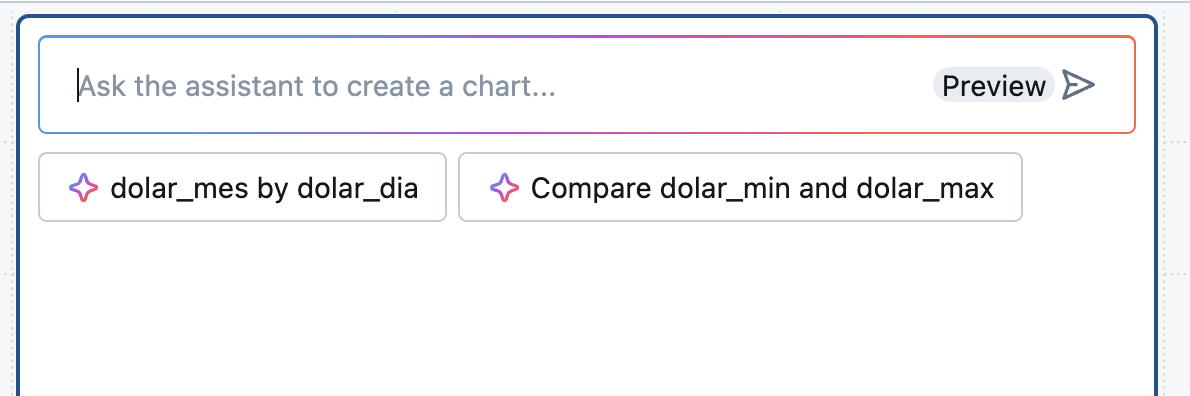 Ask the assistant to create a chart... Preview
dolar_mes by dolar_dia Compare dolar_min and dolar_max